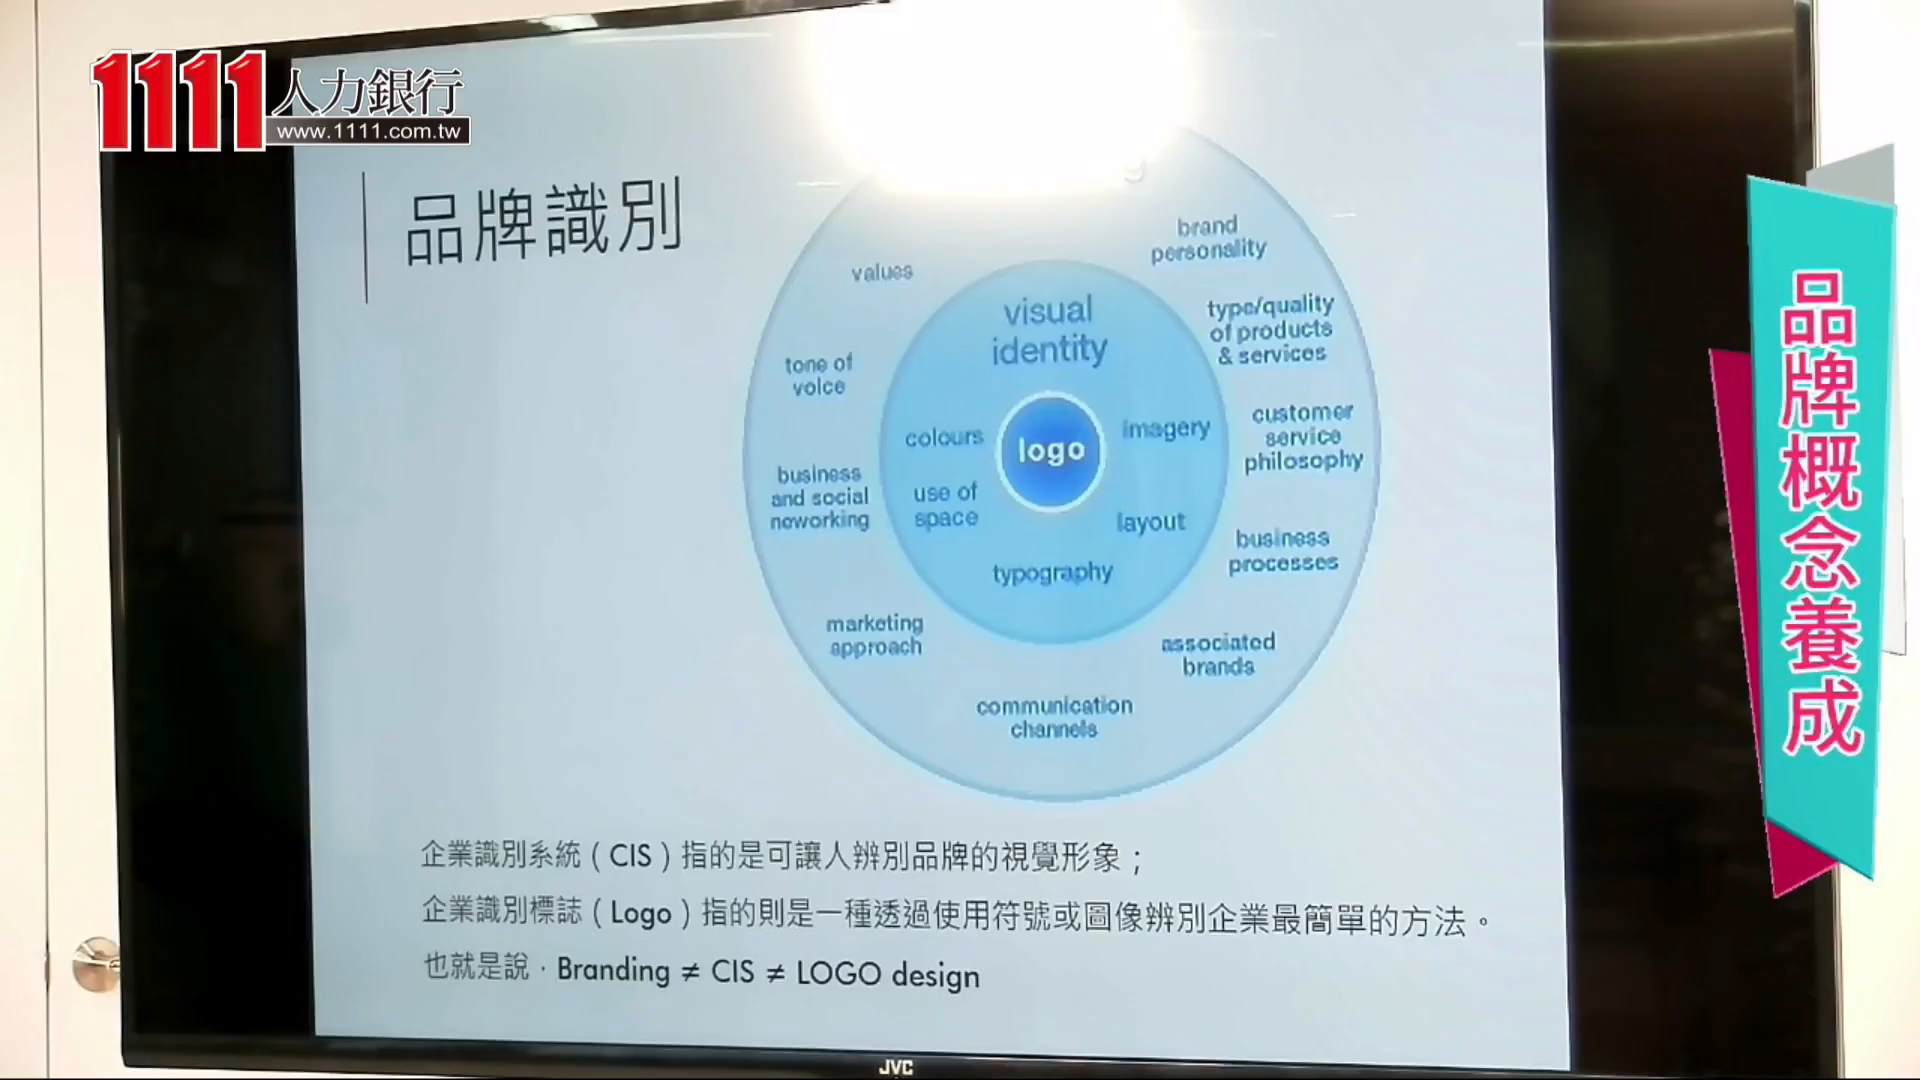 1111人力銀行
www.1111.com.tw
品牌識別
brand
personality
values
type/quality
of products
& services
visual
identity
tone of
voice
customer
service
philosophy
colours
logo
imagery
business
and social
neworking
use of
space
layout
business
processes
typography
marketing
approach
associated
brands
communication
channels
企業識別系統（CIS）指的是可讓人辨別品牌的視覺形象；
企業識別標誌（Logo）指的則是一種透過使用符號或圖像辨別企業最簡單的方法。
也就是說，Branding ≠ CIS ≠ LOGO design
JVC
品牌概念養成